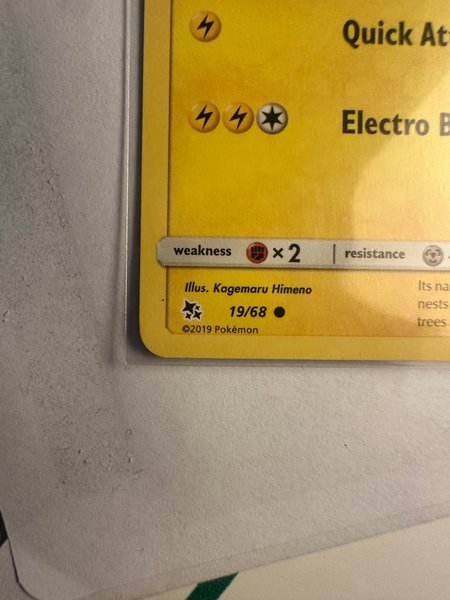 Quick At
Electro B
weakness ×2 resistance
Illus. Kagemaru Himeno
Its na
19/68
nests
©2019 Pokémon
trees